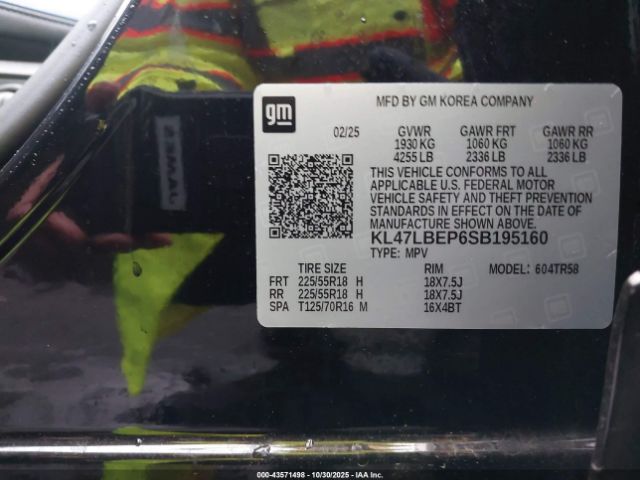 gm
MFD BY GM KOREA COMPANY
02/25 GVWR GAWR FRT GAWR RR
1930 KG 1060 KG 1060 KG
4255 LB 2336 LB 2336 LB
THIS VEHICLE CONFORMS TO ALL
APPLICABLE U.S. FEDERAL MOTOR
VEHICLE SAFETY AND THEFT PREVENTION
STANDARDS IN EFFECT ON THE DATE OF
MANUFACTURE SHOWN ABOVE.
KL47LBEP6SB195160
TYPE: MPV
TIRE SIZE RIM MODEL: 604TR58
FRT 225/55R18 H 18X7.5J
RR 225/55R18 H 18X7.5J
SPA T125/70R16 M 16X4BT
000-43571498 - 10/30/2025 - IAA Inc.